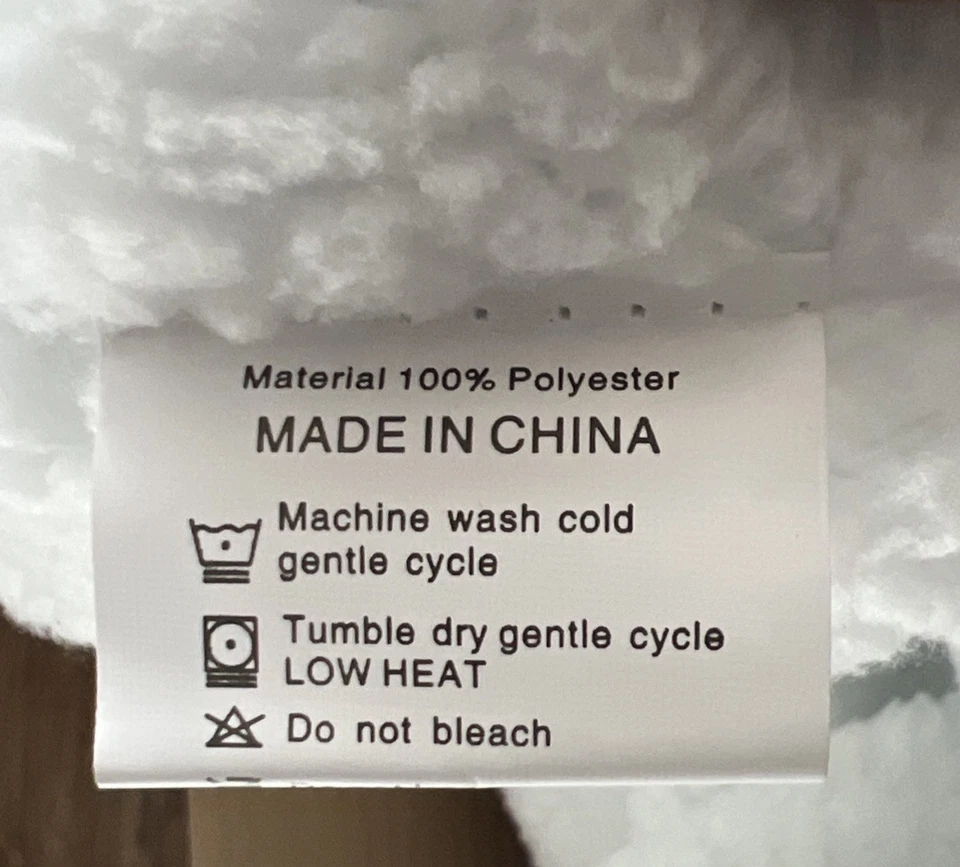 Material 100% Polyester
MADE IN CHINA
Machine wash cold
gentle cycle
Tumble dry gentle cycle
LOW HEAT
Do not bleach